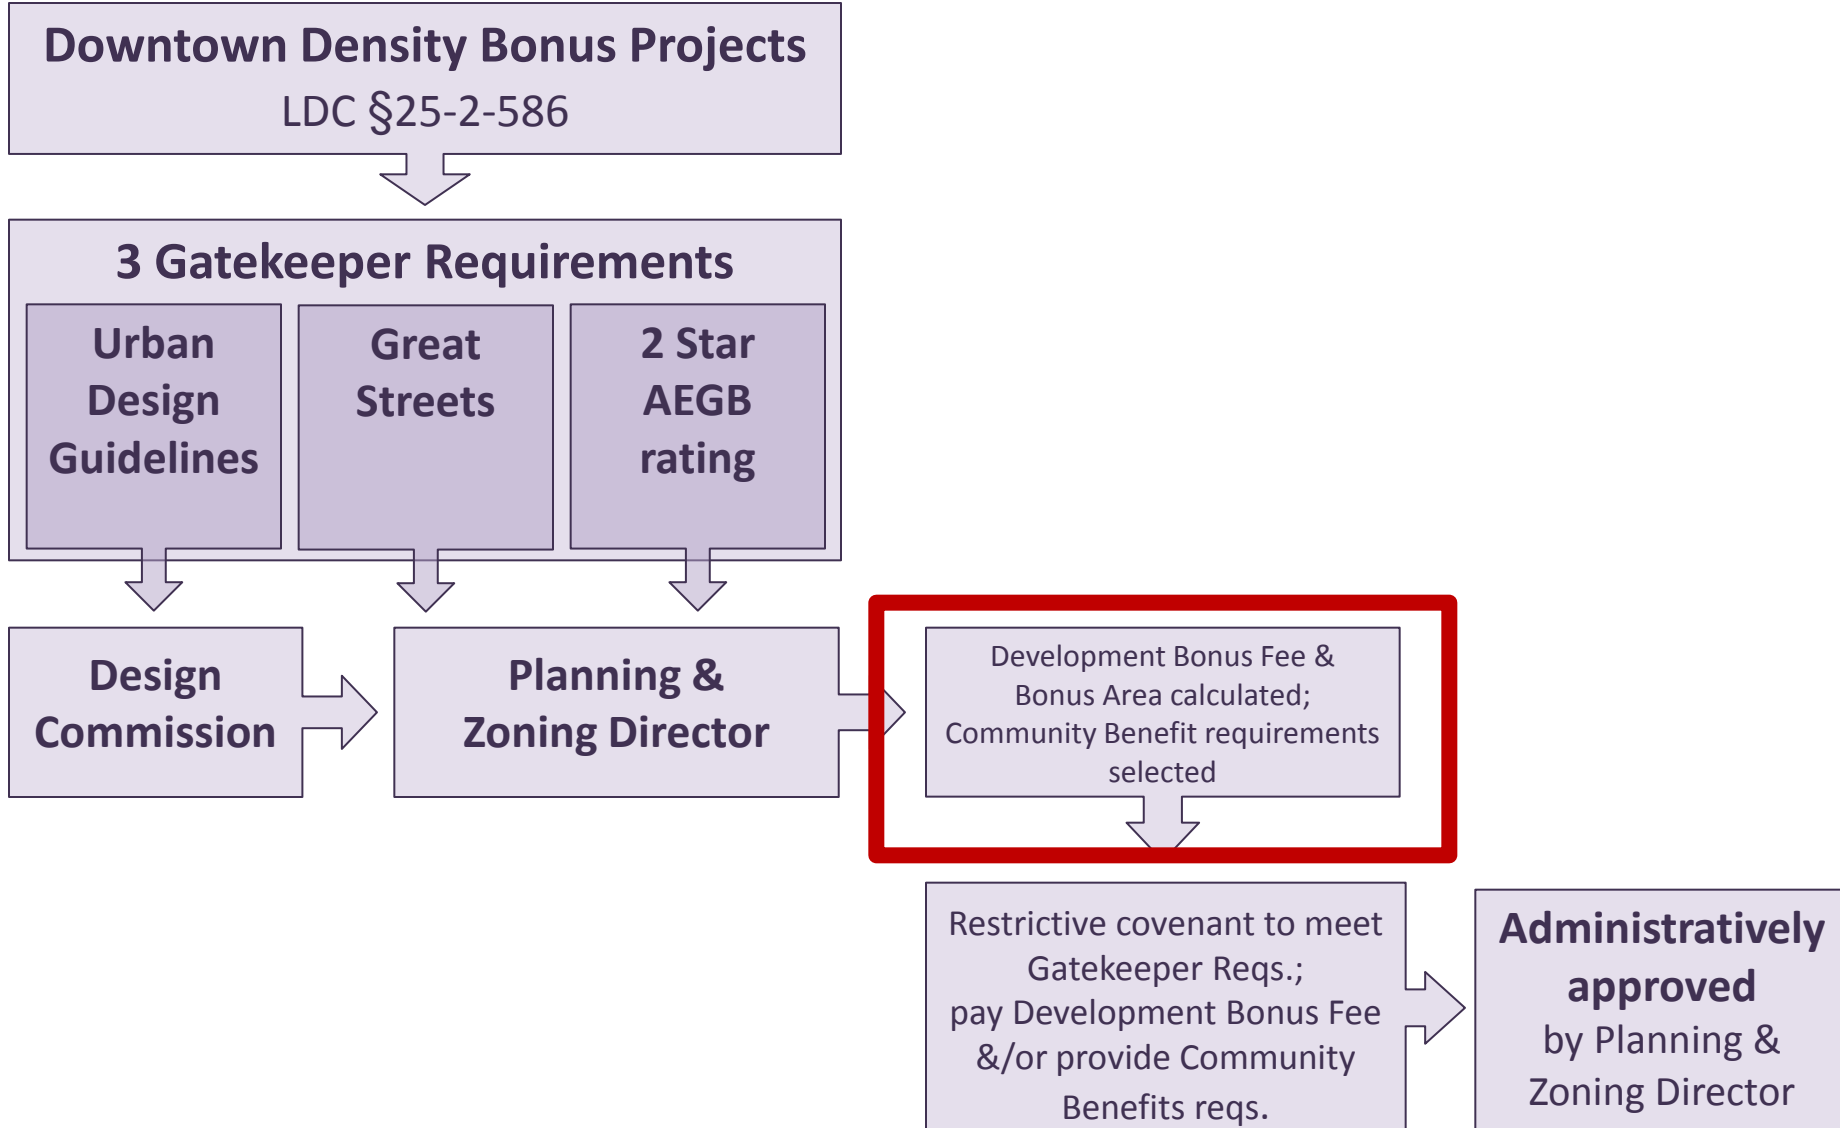 Downtown Density Bonus Projects
LDC §25-2-586
3 Gatekeeper Requirements
Urban
Design
Guidelines
Great
Streets
2 Star
AEGB
rating
Design
Commission
Planning &
Zoning Director
Development Bonus Fee &
Bonus Area calculated;
Community Benefit requirements
selected
Restrictive covenant to meet
Gatekeeper Reqs.;
pay Development Bonus Fee
&/or provide Community
Benefits reqs.
Administratively
approved
by Planning &
Zoning Director